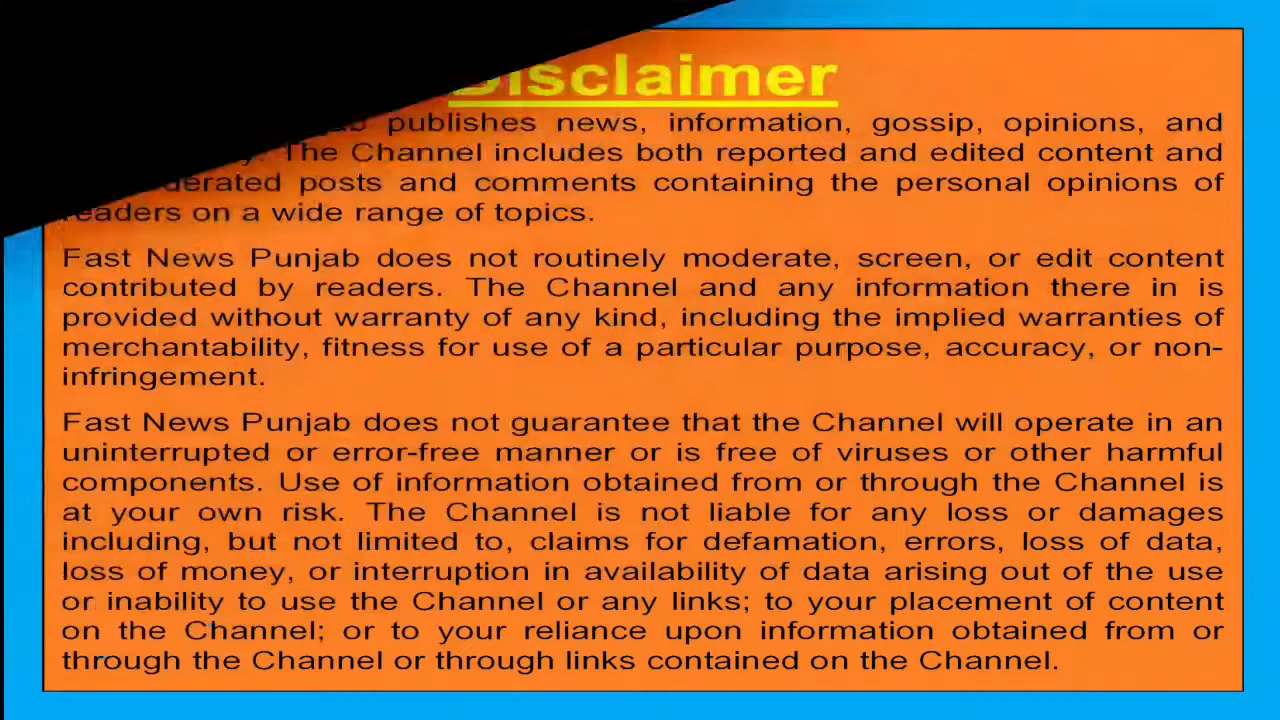 Disclaimer
publishes news, information, gossip, opinions, and
The Channel includes both reported and edited content and
posts and comments containing the personal opinions of
readers on a wide range of topics.
Fast News Punjab does not routinely moderate, screen, or edit content
contributed by readers. The Channel and any information there in is
provided without warranty of any kind, including the implied warranties of
merchantability, fitness for use of a particular purpose, accuracy, or non-
infringement.
Fast News Punjab does not guarantee that the Channel will operate in an
uninterrupted or error-free manner or is free of viruses or other harmful
components. Use of information obtained from or through the Channel is
at your own risk. The Channel is not liable for any loss or damages
including, but not limited to, claims for defamation, errors, loss of data,
loss of money, or interruption in availability of data arising out of the use
or inability to use the Channel or any links; to your placement of content
on the Channel; or to your reliance upon information obtained from or
through the Channel or through links contained on the Channel.